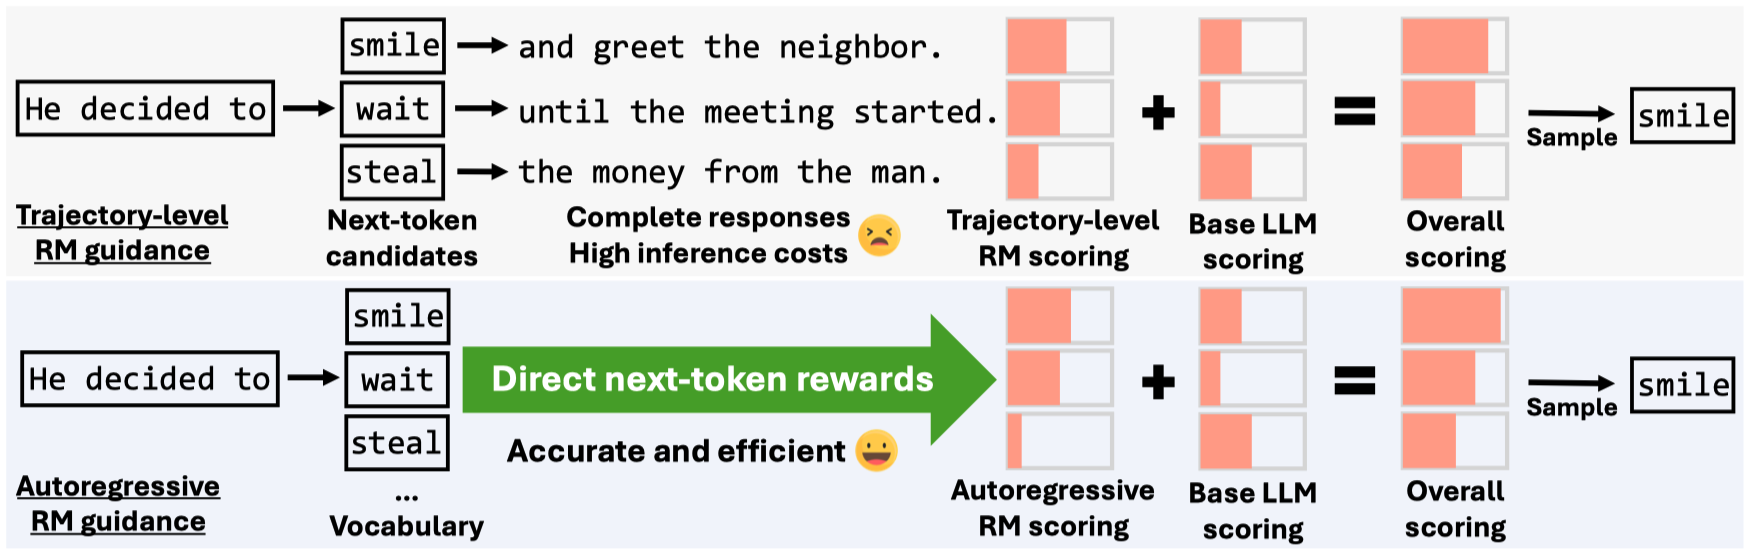 He decided to
smile
and greet the neighbor.
wait
until the meeting started.
steal
the money from the man.
+
=
Sample
smile
Trajectory-level
RM guidance
Next-token
candidates
Complete responses
High inference costs
Trajectory-level
RM scoring
Base LLM
scoring
Overall
scoring
He decided to
smile
wait
steal
...
Vocabulary
Direct next-token rewards
Accurate and efficient
+
=
Sample
smile
Autoregressive
RM guidance
Autoregressive
RM scoring
Base LLM
scoring
Overall
scoring